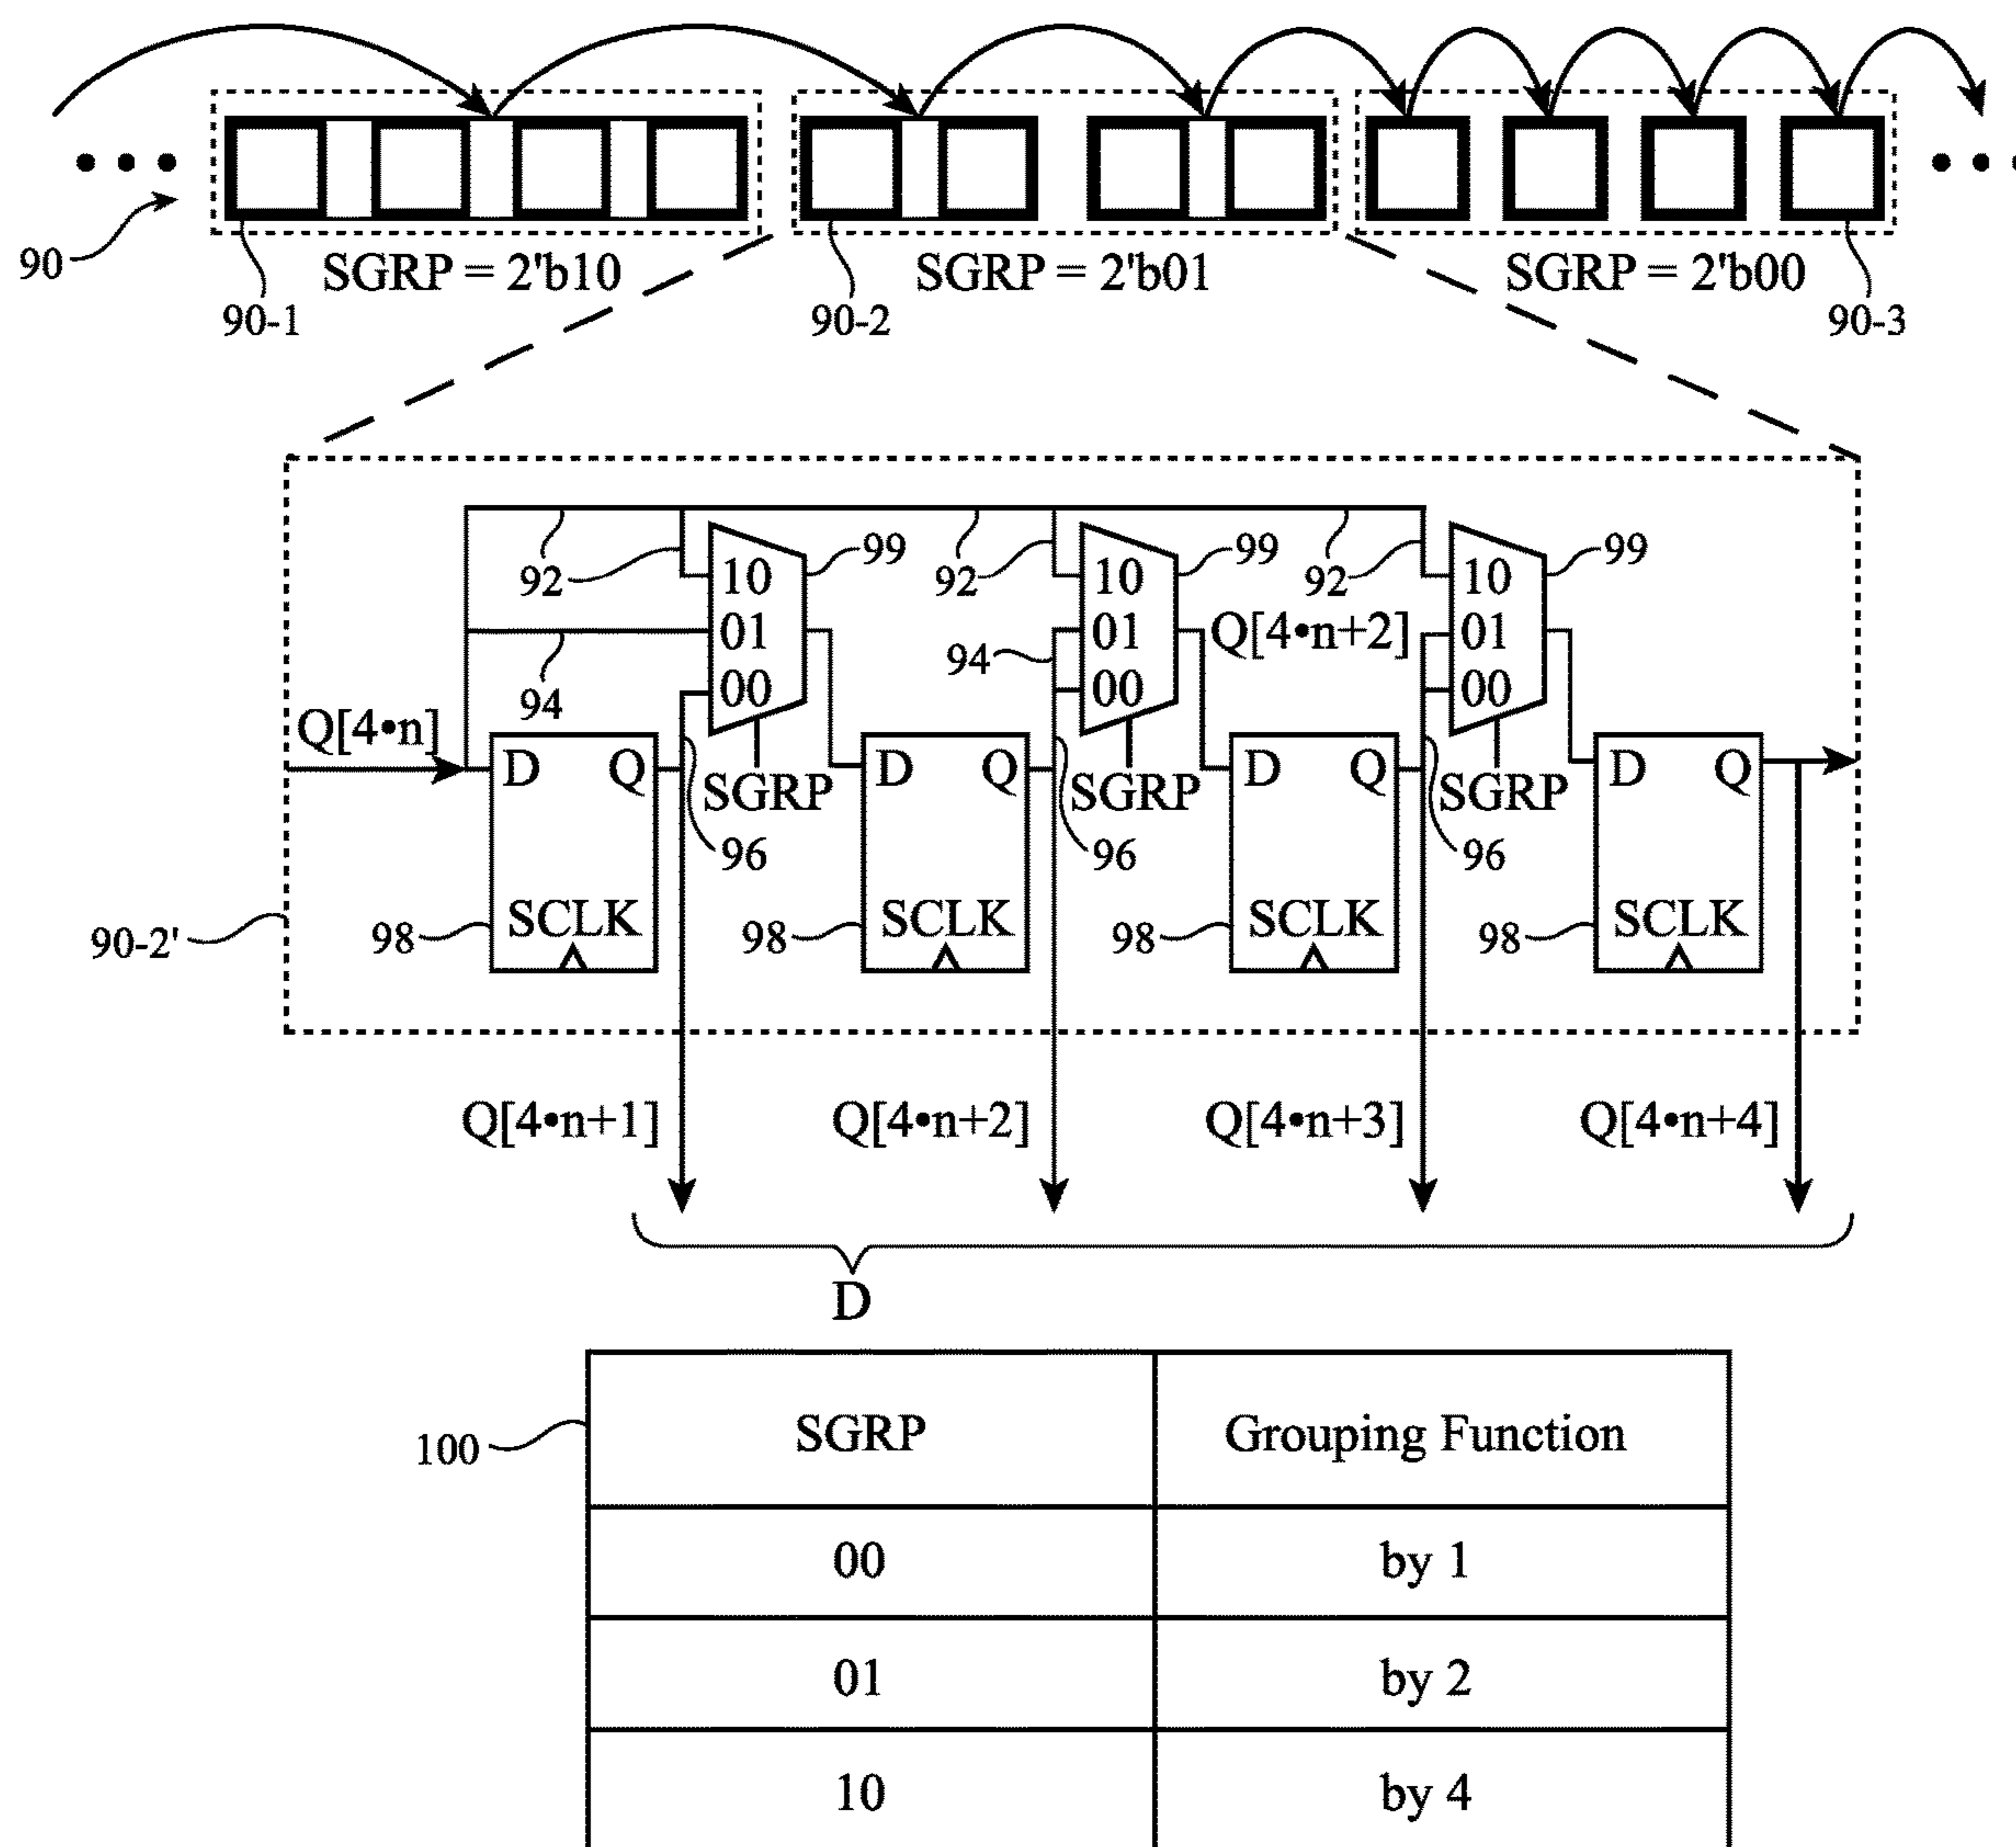 90
SGRP = 2'b10
SGRP = 2'b01
SGRP = 2'b00
90-1
90-2
90-3
92
10
01
00
99
92
10
01
00
99
92
10
01
00
99
94
94
Q[4•n+2]
Q[4•n]
D
Q
SGRP
D
Q
SGRP
D
Q
SGRP
D
Q
96
96
96
90-2'
98
SCLK
98
SCLK
98
SCLK
98
SCLK
Q[4•n+1]
Q[4•n+2]
Q[4•n+3]
Q[4•n+4]
D
100
SGRP
Grouping Function
00
by 1
01
by 2
10
by 4